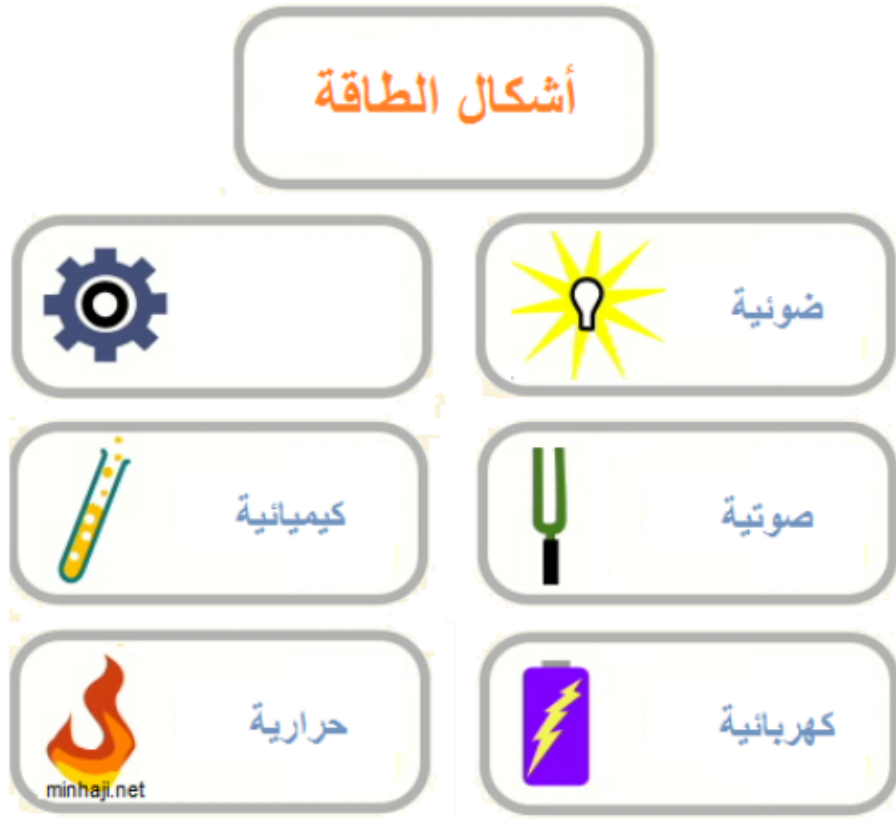 أشكال الطاقة
ضوئية
صوتية
كيميائية
كهربائية
حرارية
minhaji.net